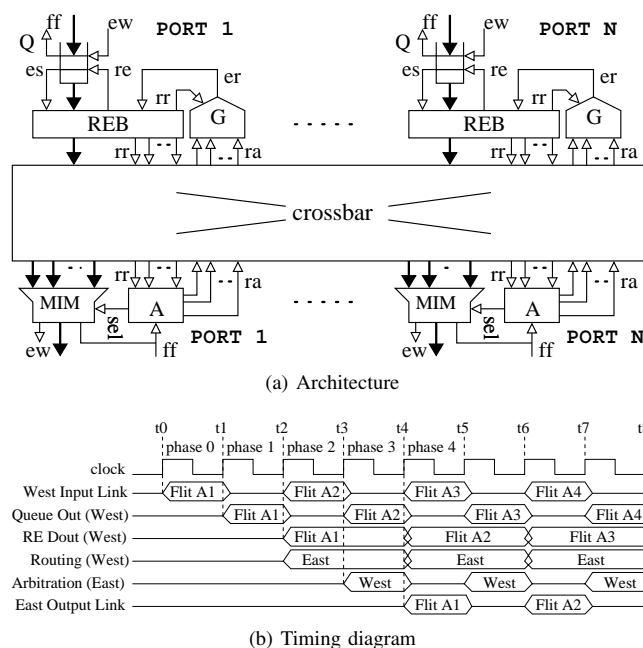 ff ew PORT 1 ff ew PORT N
Q Q
es re er es re er
rr G rr G
REB REB
rr ra rr ra
crossbar
rr ra rr ra
MIM A MIM A
sel sel
ew PORT 1 ew PORT N
ff ff
(a) Architecture
t0 t1 t2 t3 t4 t5 t6 t7
phase 0 phase 1 phase 2 phase 3 phase 4
clock
West Input Link Flit A1 Flit A2 Flit A3 Flit A4
Queue Out (West) Flit A1 Flit A2 Flit A3 Flit A4
RE Dout (West) Flit A1 Flit A2 Flit A3
Routing (West) East East East
Arbitration (East) West West West
East Output Link Flit A1 Flit A2
(b) Timing diagram